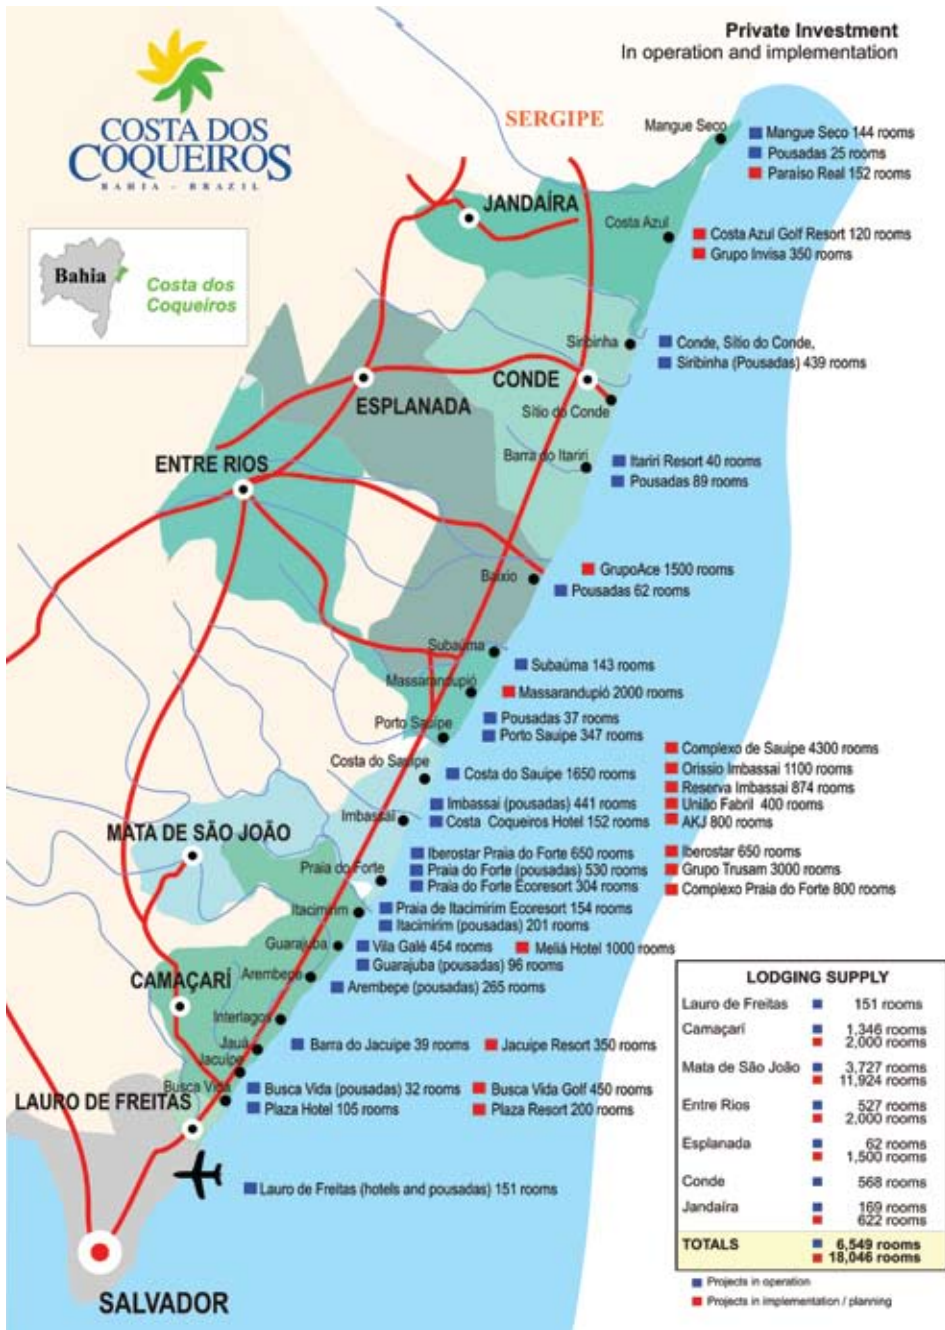 Private Investment
In operation and implementation
COSTA DOS
COQUEIROS
BAHIA - BRAZIL
SERGIPE
Mangue Seco
Mangue Seco 144 rooms
Pousadas 25 rooms
Paraíso Real 152 rooms
JANDAÍRA
Costa Azul
Costa Azul Golf Resort 120 rooms
Grupo Invisa 350 rooms
Bahia
Costa dos
Coqueiros
Siribinha
Conde, Sítio do Conde,
Siribinha (Pousadas) 439 rooms
CONDE
ESPLANADA
Sítio do Conde
ENTRE RIOS
Barra do Itariri
Itariri Resort 40 rooms
Pousadas 89 rooms
Baixio
GrupoAce 1500 rooms
Pousadas 62 rooms
Subaúma
Subaúma 143 rooms
Massarandupió
Massarandupió 2000 rooms
Porto Sauípe
Pousadas 37 rooms
Porto Sauipe 347 rooms
Costa do Sauípe
Costa do Sauipe 1650 rooms
Complexo de Sauipe 4300 rooms
Orissio Imbassai 1100 rooms
Reserva Imbassai 874 rooms
União Fabril 400 rooms
AKJ 800 rooms
Imbassaí
Imbassai (pousadas) 441 rooms
Costa Coqueiros Hotel 152 rooms
MATA DE SÃO JOÃO
Praia do Forte
Iberostar Praia do Forte 650 rooms
Praia do Forte (pousadas) 530 rooms
Praia do Forte Ecoresort 304 rooms
Iberostar 650 rooms
Grupo Trusam 3000 rooms
Complexo Praia do Forte 800 rooms
Itacimirim
Praia de Itacimirim Ecoresort 154 rooms
Itacimirim (pousadas) 201 rooms
Guarajuba
Vila Galé 454 rooms
Meliá Hotel 1000 rooms
Guarajuba (pousadas) 96 rooms
CAMAÇARÍ
Arembepe
Arembepe (pousadas) 265 rooms
Interlagos
Jauá
Barra do Jacuipe 39 rooms
Jacuipe Resort 350 rooms
Jacuípe
Busca Vida
Busca Vida (pousadas) 32 rooms
Busca Vida Golf 450 rooms
Plaza Hotel 105 rooms
Plaza Resort 200 rooms
LAURO DE FREITAS
Lauro de Freitas (hotels and pousadas) 151 rooms
SALVADOR
LODGING SUPPLY
Lauro de Freitas 151 rooms
Camaçarí 1,346 rooms
2,000 rooms
Mata de São João 3,727 rooms
11,924 rooms
Entre Rios 527 rooms
2,000 rooms
Esplanada 62 rooms
1,500 rooms
Conde 568 rooms
Jandaíra 169 rooms
622 rooms
TOTALS 6,549 rooms
18,046 rooms
Projects in operation
Projects in implementation / planning